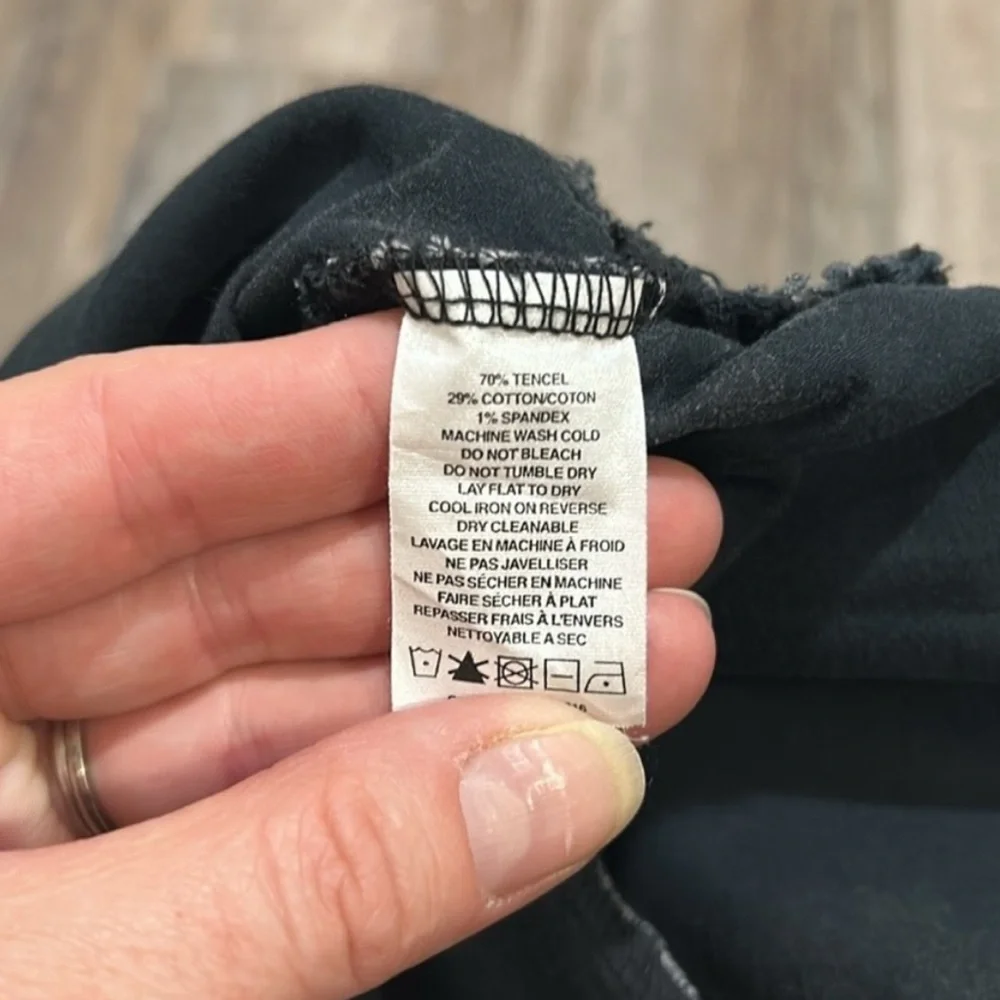 70% TENCEL
29% COTTON/COTON
1% SPANDEX
MACHINE WASH COLD
DO NOT BLEACH
DO NOT TUMBLE DRY
LAY FLAT TO DRY
COOL IRON ON REVERSE
DRY CLEANABLE
LAVAGE EN MACHINE À FROID
NE PAS JAVELLISER
NE PAS SÉCHER EN MACHINE
FAIRE SÉCHER À PLAT
REPASSER FRAIS À L'ENVERS
NETTOYABLE A SEC